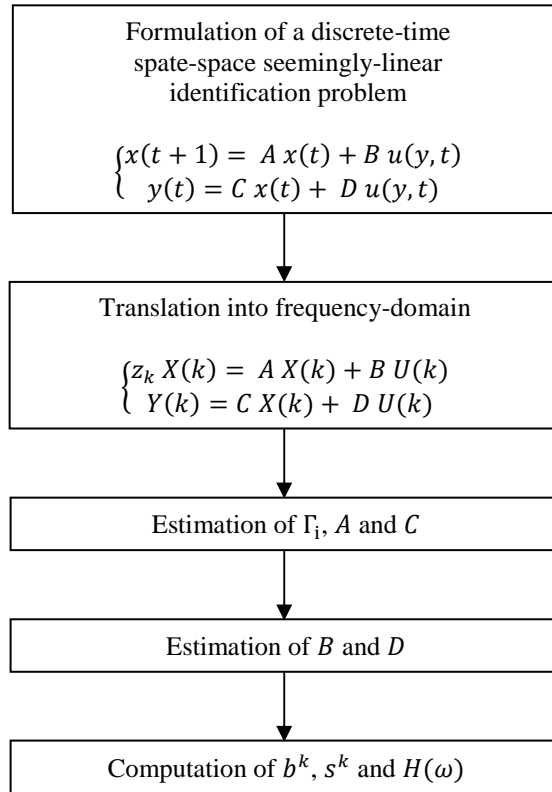 Formulation of a discrete-time
spate-space seemingly-linear
identification problem
{x(t + 1) = A x(t) + B u(y, t)
y(t) = C x(t) + D u(y, t)
Translation into frequency-domain
{z_k X(k) = A X(k) + B U(k)
Y(k) = C X(k) + D U(k)
Estimation of Γ_i, A and C
Estimation of B and D
Computation of b^k, s^k and H(ω)